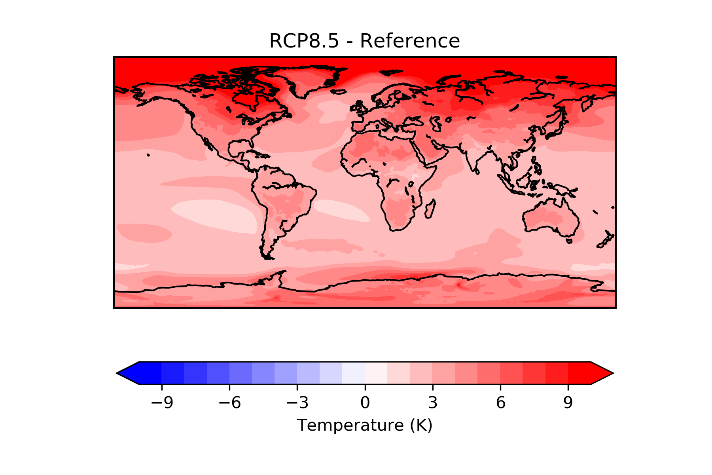 RCP8.5 - Reference
−9 −6 −3 0 3 6 9
Temperature (K)